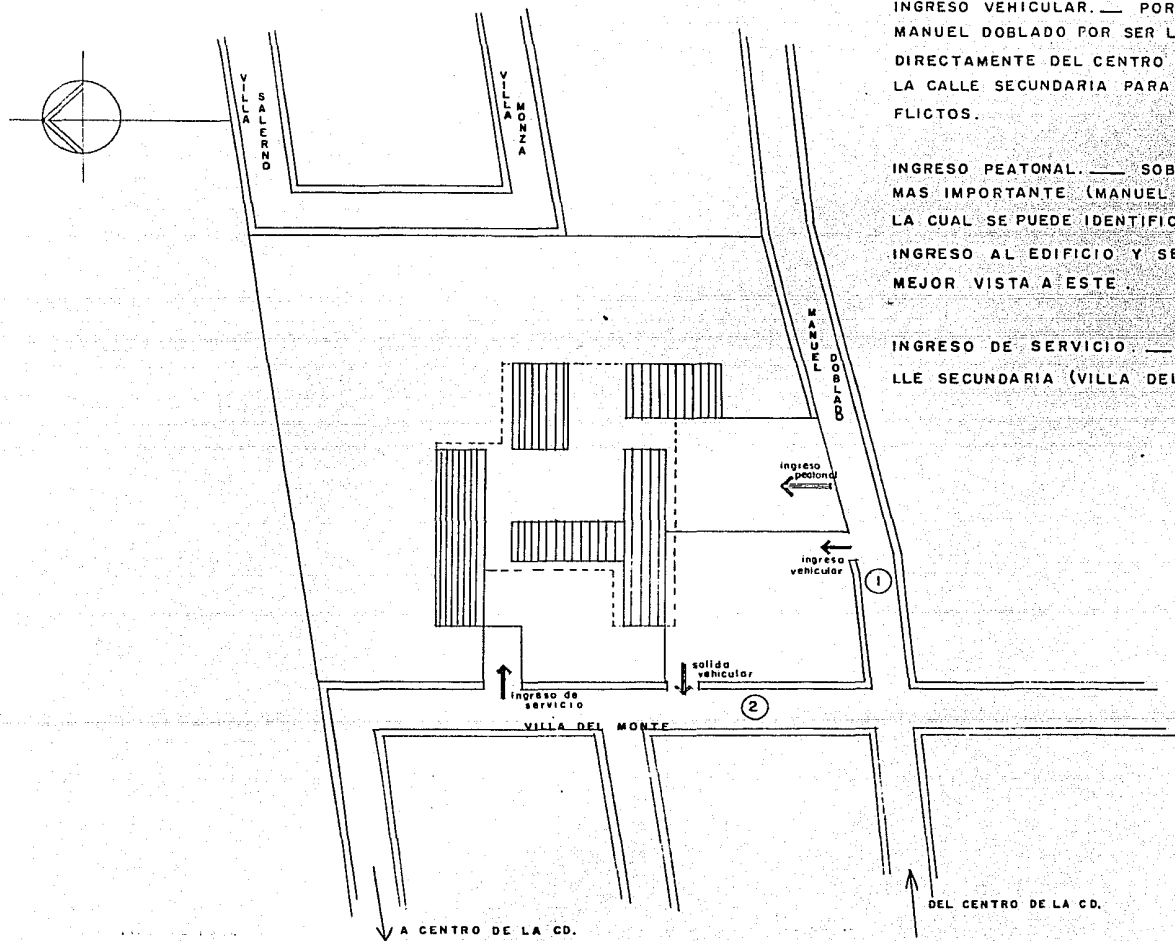 INGRESO VEHICULAR. — POR
MANUEL DOBLADO POR SER L
DIRECTAMENTE DEL CENTRO
LA CALLE SECUNDARIA PARA
FLICTOS.
INGRESO PEATONAL. — SOB
MAS IMPORTANTE (MANUEL
LA CUAL SE PUEDE IDENTIFIC
INGRESO AL EDIFICIO Y SE
MEJOR VISTA A ESTE.
INGRESO DE SERVICIO. —
LLE SECUNDARIA (VILLA DEL
VILLA
SALERNO
VILLA
MONZA
MANUEL
DOBLADO
ingreso
peatonal
ingreso
vehicular
1
salida
vehicular
ingreso de
servicio
2
VILLA DEL MONTE
A CENTRO DE LA CD.
DEL CENTRO DE LA CD.